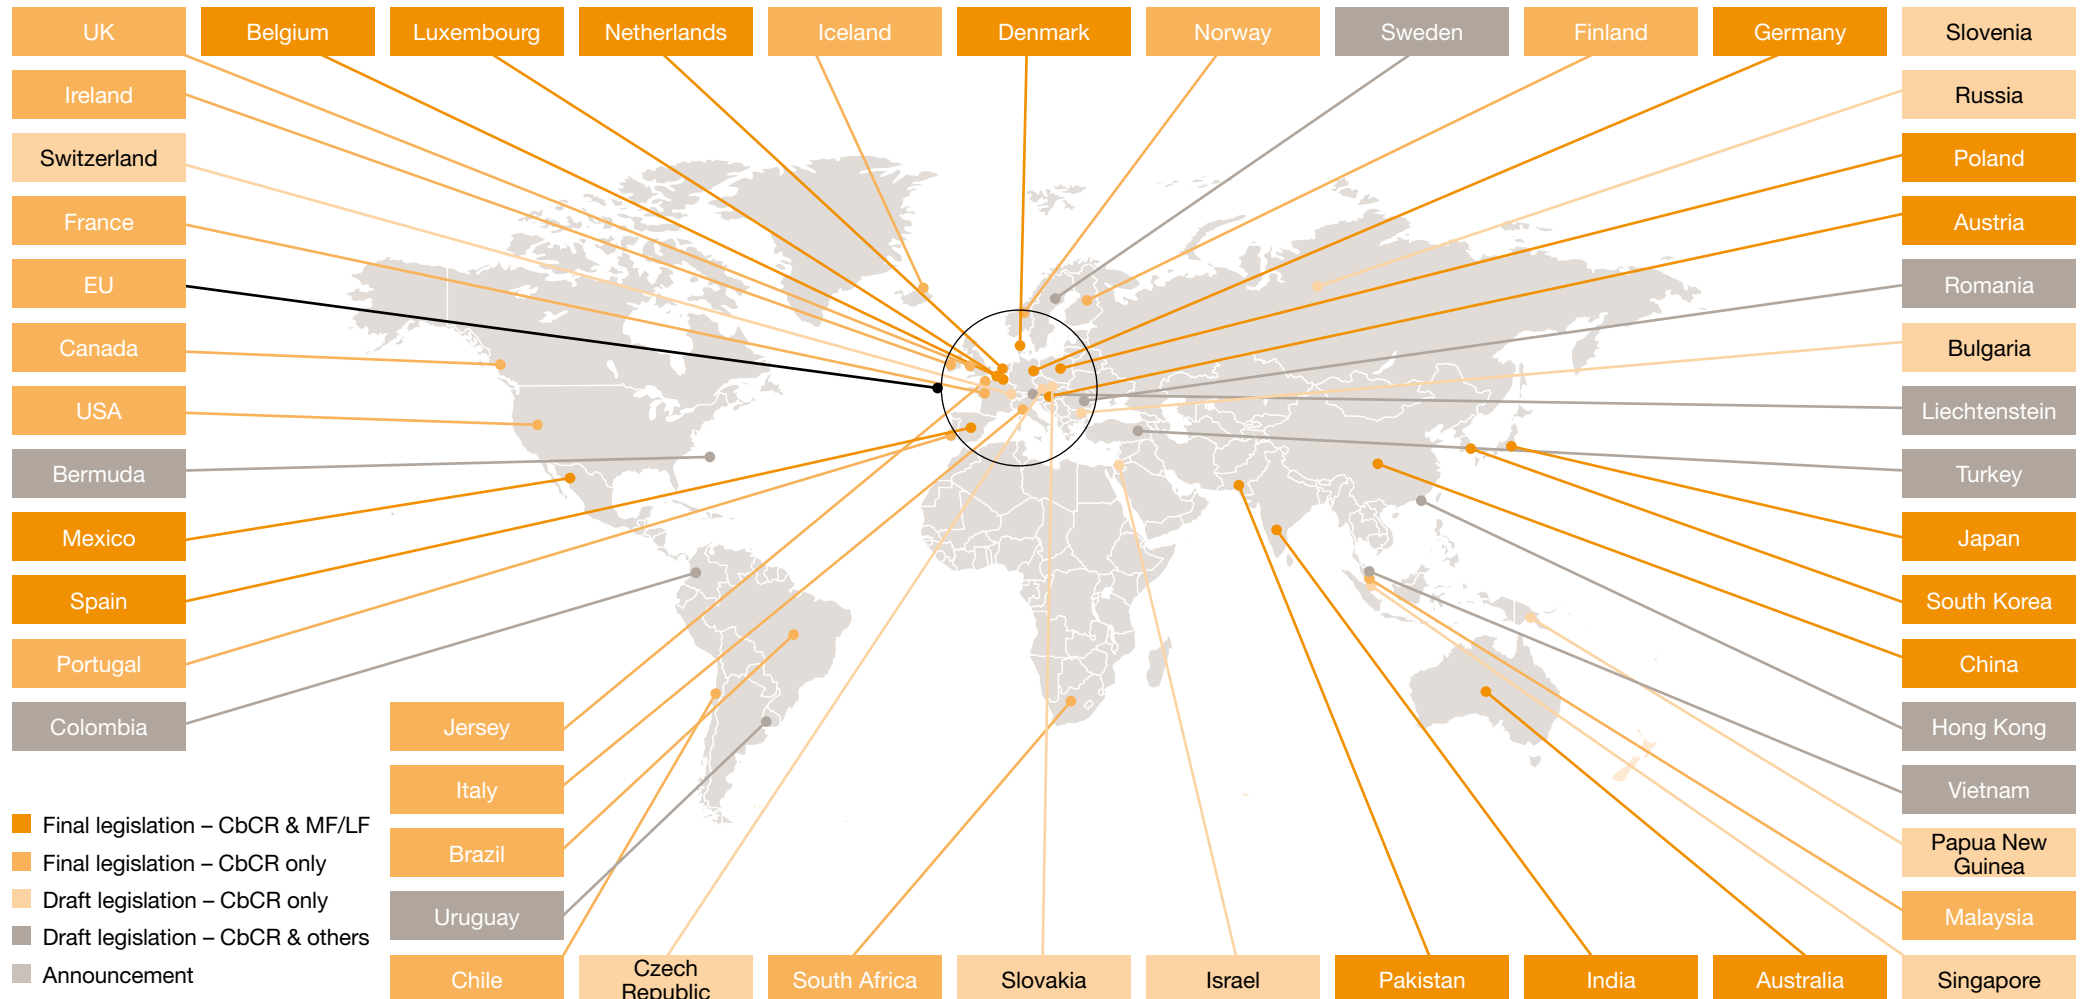 UK
Belgium
Luxembourg
Netherlands
Iceland
Denmark
Norway
Sweden
Finland
Germany
Slovenia
Ireland
Russia
Switzerland
Poland
France
Austria
EU
Romania
Canada
Bulgaria
USA
Liechtenstein
Bermuda
Turkey
Mexico
Japan
Spain
South Korea
Portugal
China
Colombia
Jersey
Hong Kong
Italy
Vietnam
Brazil
Papua New
Guinea
Uruguay
Malaysia
Chile
Czech
Republic
South Africa
Slovakia
Israel
Pakistan
India
Australia
Singapore
Final legislation – CbCR & MF/LF
Final legislation – CbCR only
Draft legislation – CbCR only
Draft legislation – CbCR & others
Announcement